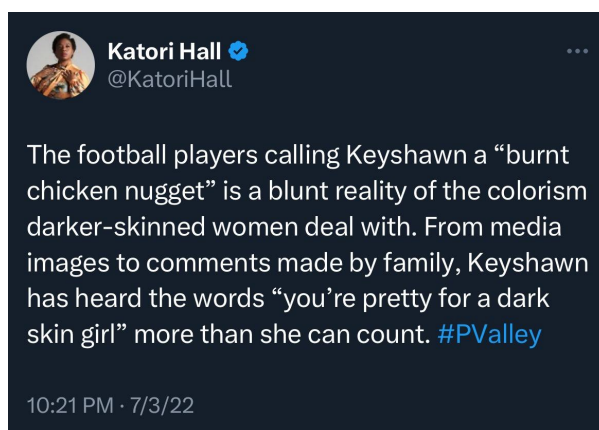 Katori Hall
@KatoriHall
The football players calling Keyshawn a “burnt
chicken nugget” is a blunt reality of the colorism
darker-skinned women deal with. From media
images to comments made by family, Keyshawn
has heard the words “you’re pretty for a dark
skin girl” more than she can count. #PValley
10:21 PM · 7/3/22